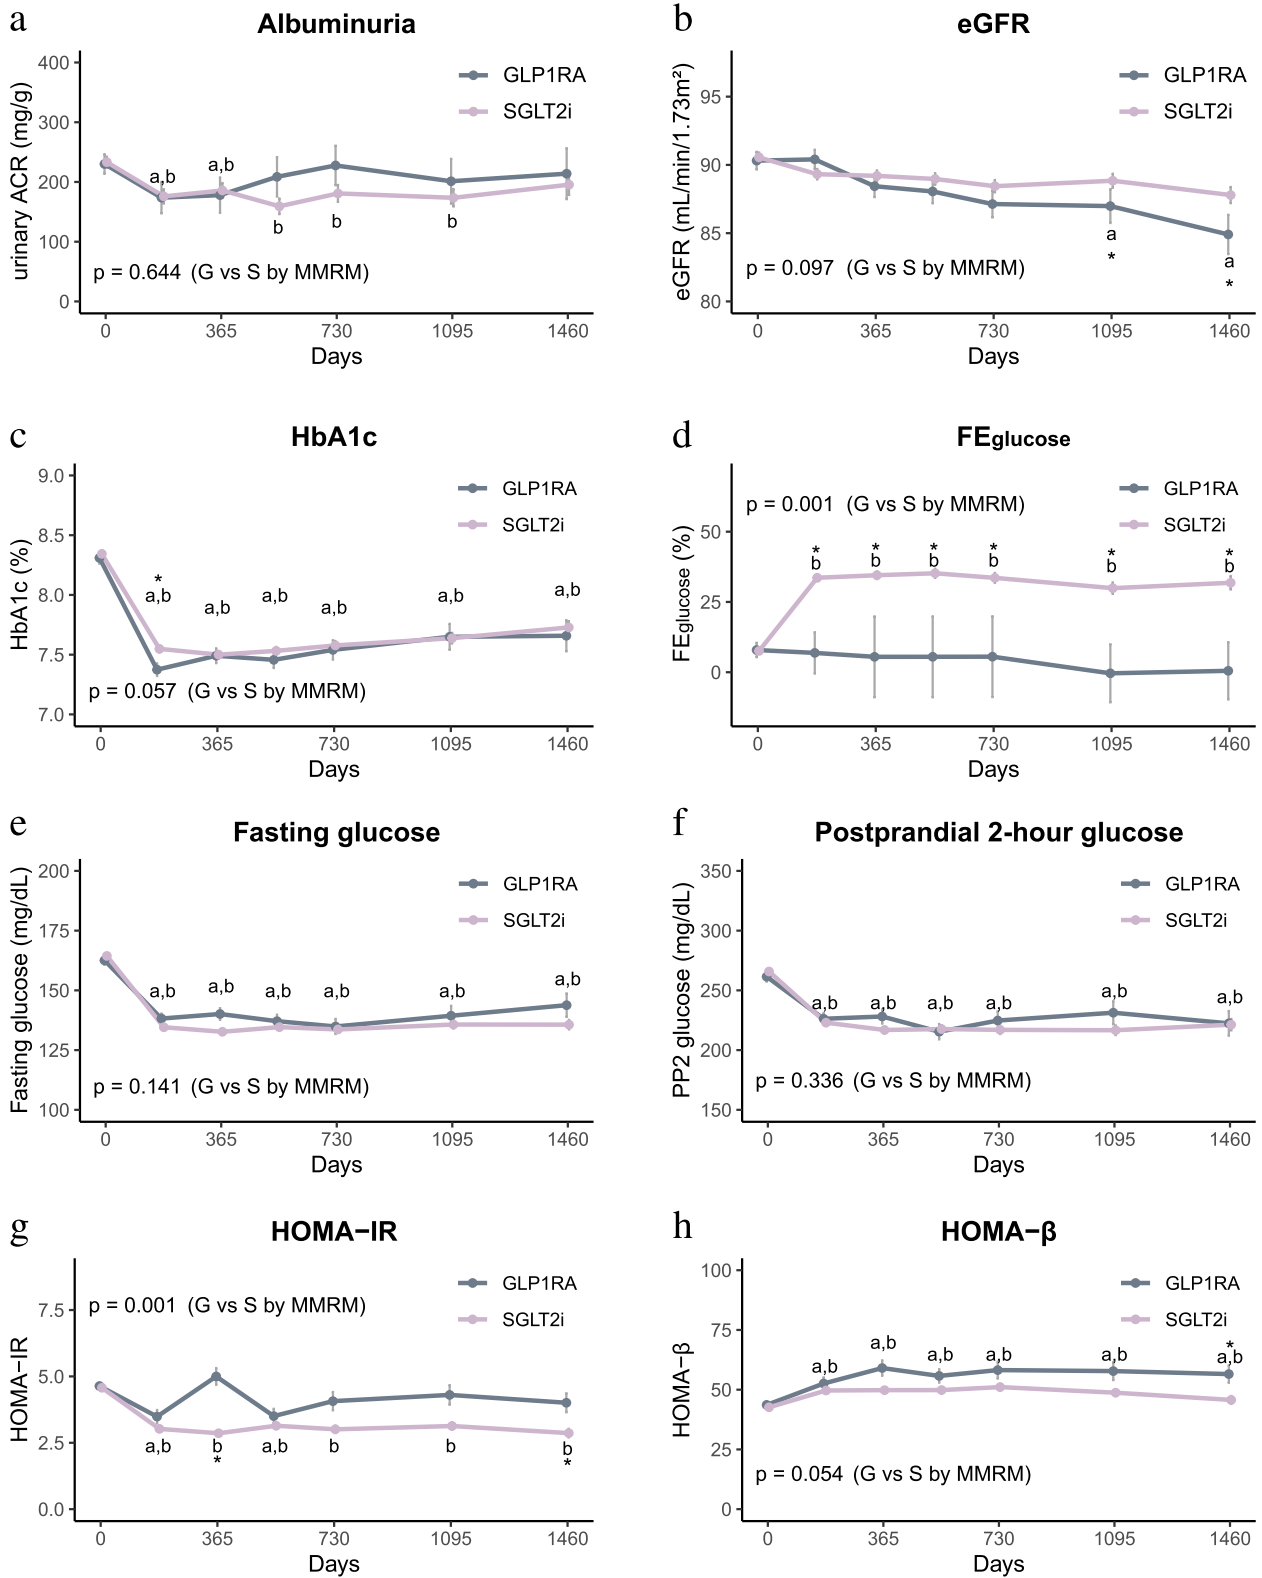 a
Albuminuria
urinary ACR (mg/g)
400
300
200
100
0
GLP1RA
SGLT2i
a,b
a,b
b
b
b
p = 0.644 (G vs S by MMRM)
0
365
730
1095
1460
Days
b
eGFR
eGFR (mL/min/1.73m²)
95
90
85
80
GLP1RA
SGLT2i
a
*
a
*
p = 0.097 (G vs S by MMRM)
0
365
730
1095
1460
Days
c
HbA1c
HbA1c (%)
9.0
8.5
8.0
7.5
7.0
GLP1RA
SGLT2i
*
a,b
a,b
a,b
a,b
a,b
a,b
p = 0.057 (G vs S by MMRM)
0
365
730
1095
1460
Days
d
FEglucose
FEglucose (%)
50
25
0
p = 0.001 (G vs S by MMRM)
GLP1RA
SGLT2i
*
b
*
b
*
b
*
b
*
b
*
b
0
365
730
1095
1460
Days
e
Fasting glucose
Fasting glucose (mg/dL)
200
175
150
125
100
GLP1RA
SGLT2i
a,b
a,b
a,b
a,b
a,b
a,b
p = 0.141 (G vs S by MMRM)
0
365
730
1095
1460
Days
f
Postprandial 2-hour glucose
PP2 glucose (mg/dL)
350
300
250
200
150
GLP1RA
SGLT2i
a,b
a,b
a,b
a,b
a,b
a,b
p = 0.336 (G vs S by MMRM)
0
365
730
1095
1460
Days
g
HOMA−IR
HOMA−IR
7.5
5.0
2.5
0.0
p = 0.001 (G vs S by MMRM)
GLP1RA
SGLT2i
a,b
b
*
a,b
b
b
b
*
0
365
730
1095
1460
Days
h
HOMA−β
HOMA−β
100
75
50
25
0
GLP1RA
SGLT2i
a,b
a,b
a,b
a,b
a,b
*
a,b
p = 0.054 (G vs S by MMRM)
0
365
730
1095
1460
Days